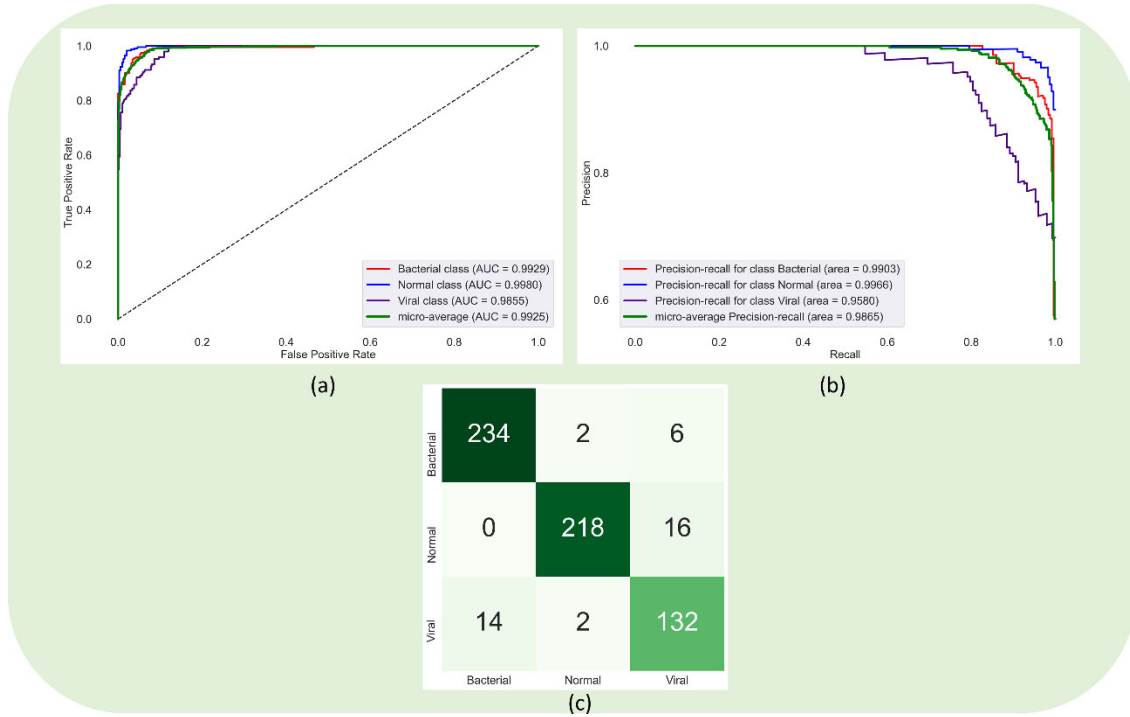 1.0
0.8
0.6
0.4
0.2
0.0
True Positive Rate
Bacterial class (AUC = 0.9929)
Normal class (AUC = 0.9980)
Viral class (AUC = 0.9855)
micro-average (AUC = 0.9925)
0.0 0.2 0.4 0.6 0.8 1.0
False Positive Rate
(a)
1.0
0.8
0.6
Precision
Precision-recall for class Bacterial (area = 0.9903)
Precision-recall for class Normal (area = 0.9966)
Precision-recall for class Viral (area = 0.9580)
micro-average Precision-recall (area = 0.9865)
0.0 0.2 0.4 0.6 0.8 1.0
Recall
(b)
Bacterial
234 2 6
Normal
0 218 16
Viral
14 2 132
Bacterial Normal Viral
(c)